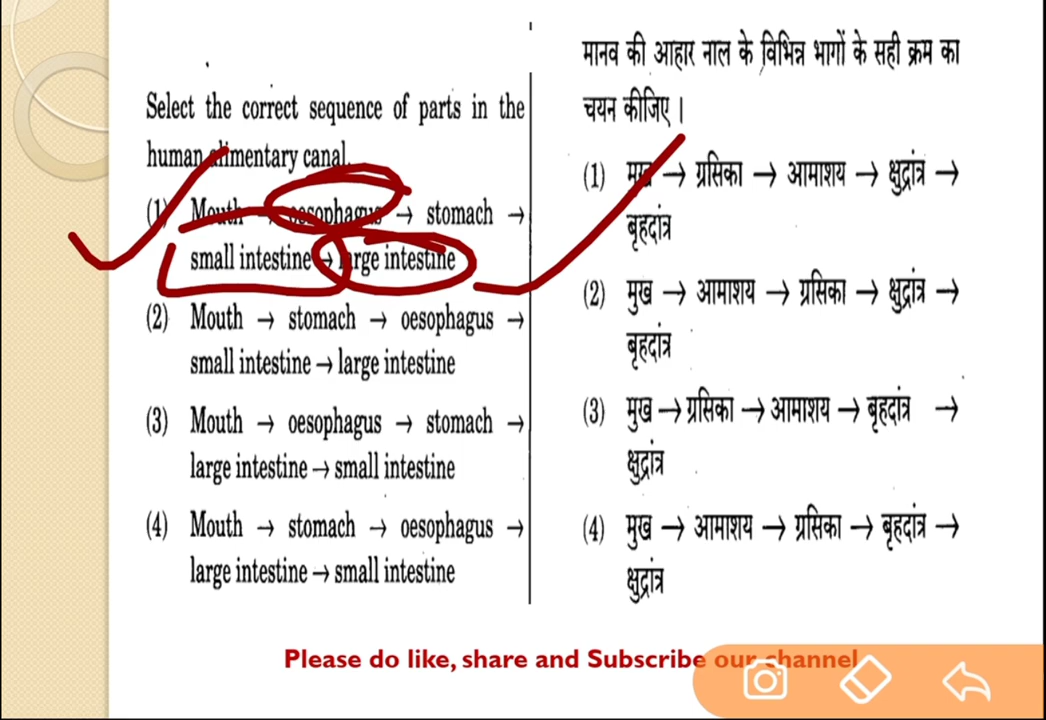 Select the correct sequence of parts in the
human alimentary canal.
(1) Mouth → oesophagus → stomach →
small intestine → large intestine
(2) Mouth → stomach → oesophagus →
small intestine → large intestine
(3) Mouth → oesophagus → stomach →
large intestine → small intestine
(4) Mouth → stomach → oesophagus →
large intestine → small intestine
मानव की आहार नाल के विभिन्न भागों के सही क्रम का
चयन कीजिए।
(1) मुख → ग्रसिका → आमाशय → क्षुद्रांत्र →
बृहदांत्र
(2) मुख → आमाशय → ग्रसिका → क्षुद्रांत्र →
बृहदांत्र
(3) मुख → ग्रसिका → आमाशय → बृहदांत्र →
क्षुद्रांत्र
(4) मुख → आमाशय → ग्रसिका → बृहदांत्र →
क्षुद्रांत्र
Please do like, share and Subscribe our channel